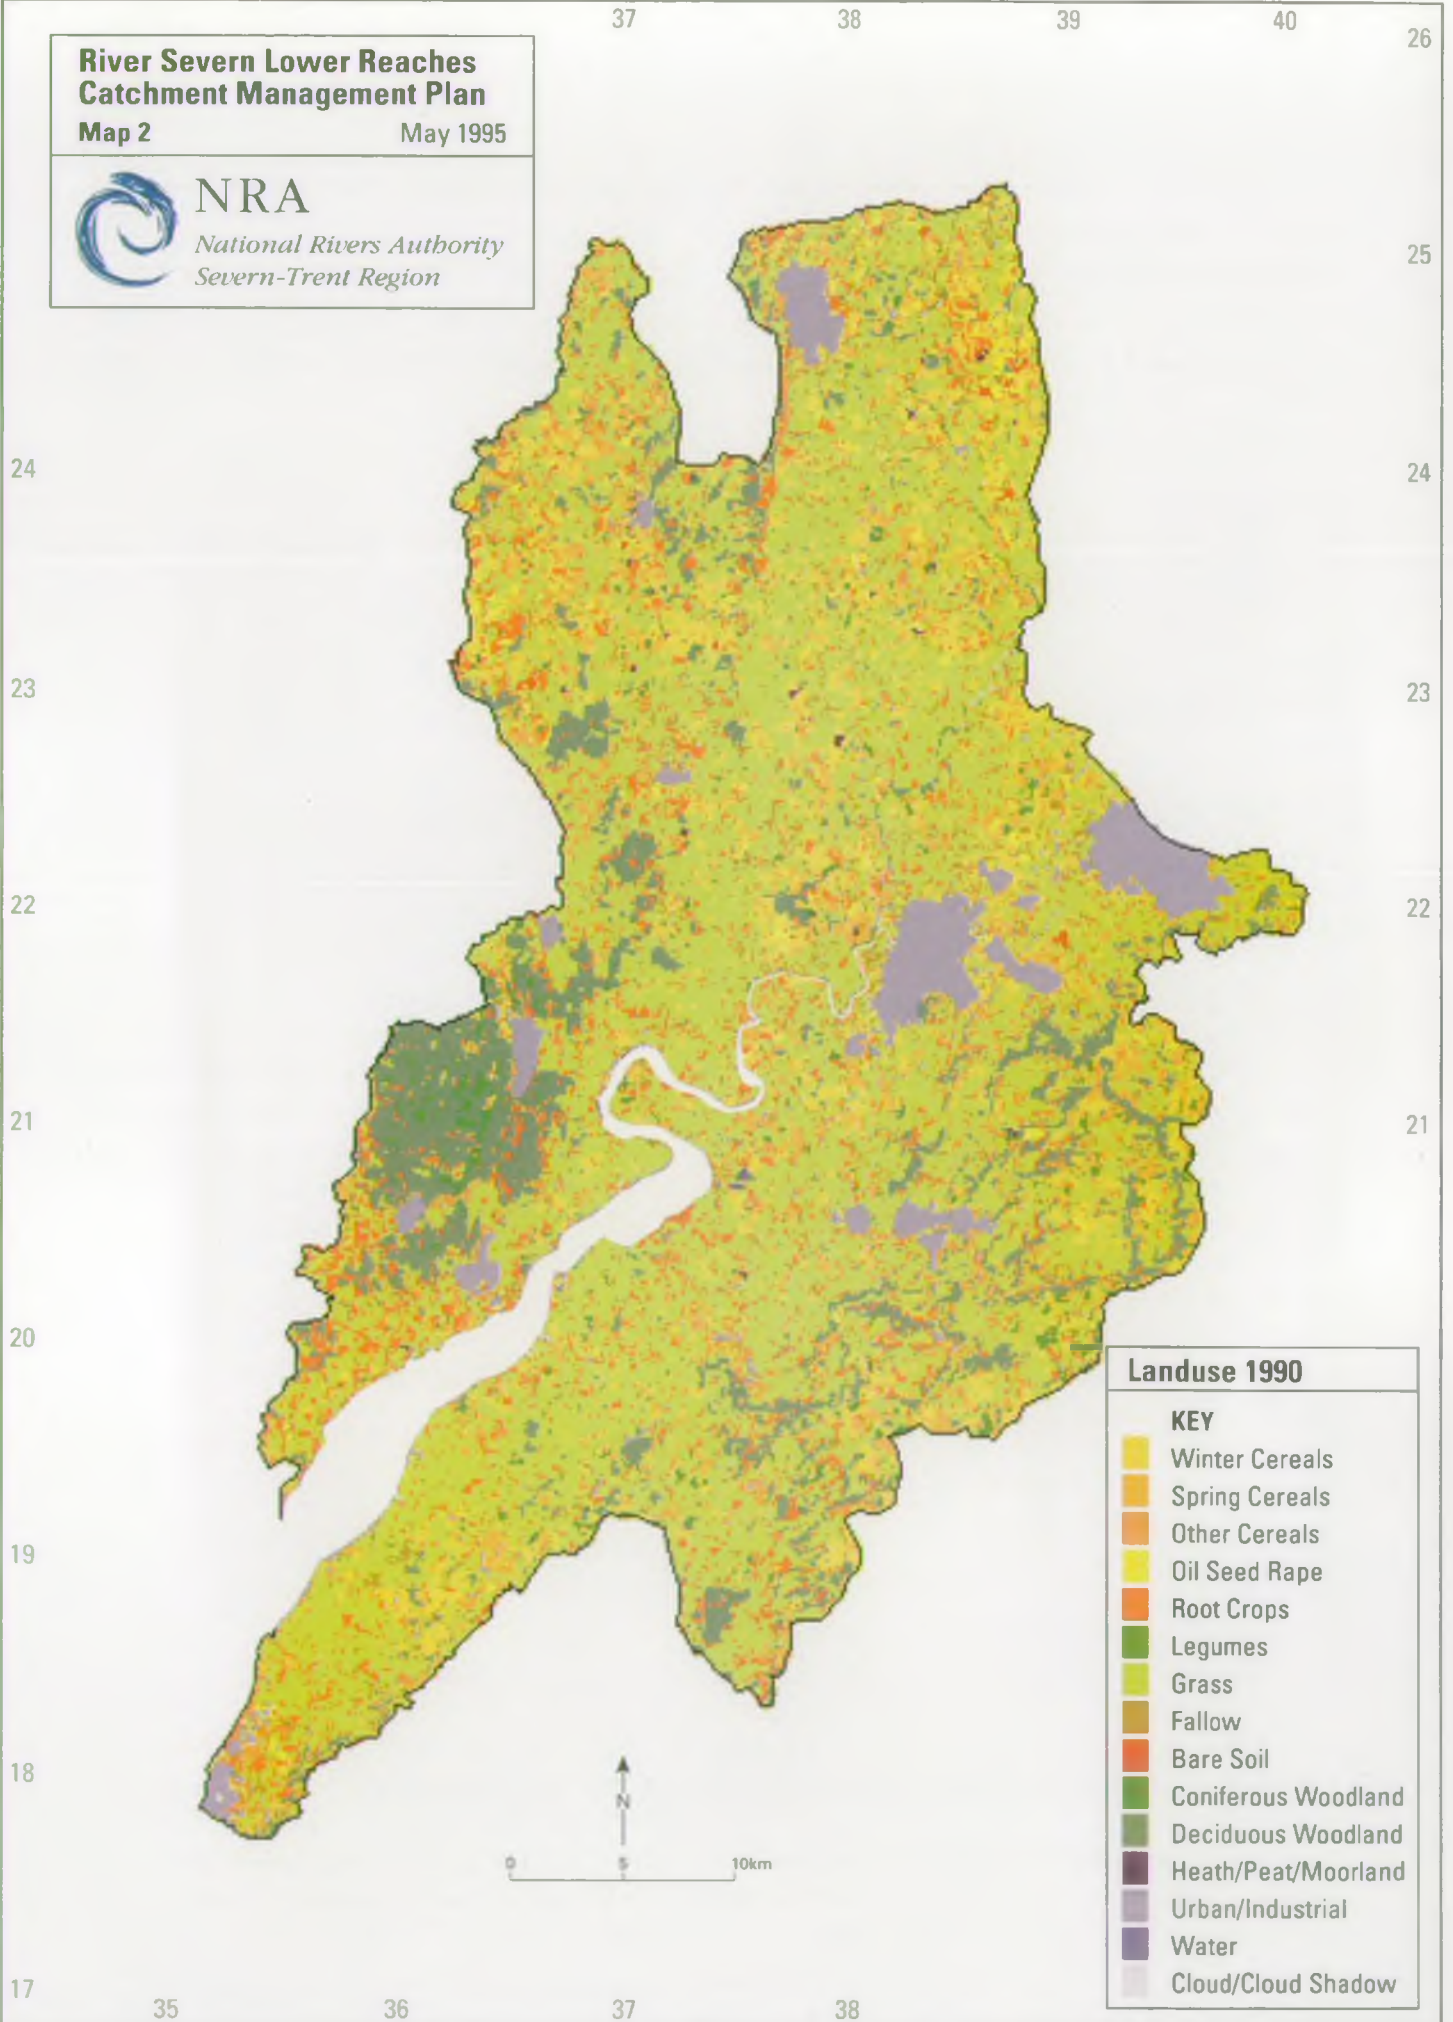 37 38 39 40
26
River Severn Lower Reaches
Catchment Management Plan
Map 2 May 1995
NRA
National Rivers Authority
Severn-Trent Region
25
24 24
23 23
22 22
21 21
20
19
18
17
Landuse 1990
KEY
Winter Cereals
Spring Cereals
Other Cereals
Oil Seed Rape
Root Crops
Legumes
Grass
Fallow
Bare Soil
Coniferous Woodland
Deciduous Woodland
Heath/Peat/Moorland
Urban/Industrial
Water
Cloud/Cloud Shadow
N
0 5 10km
35 36 37 38